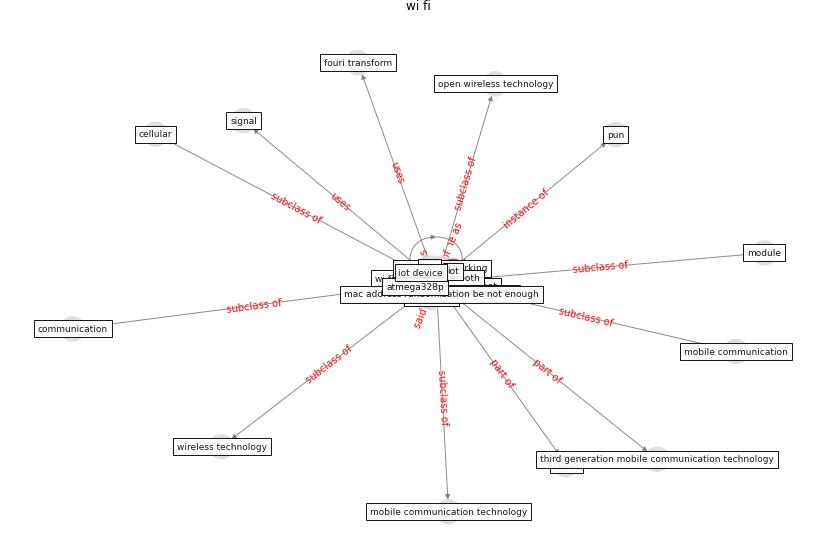 wi fi
fouri transform
open wireless technology
signal
cellular
pun
uses
subclass of
subclass of
uses
instance of
module
subclass of
iot device
iot
atmega328p
mac address randomization be not enough
subclass of
communication
said
subclass of
mobile communication
subclass of
part of
part of
subclass of
wireless technology
third generation mobile communication technology
mobile communication technology